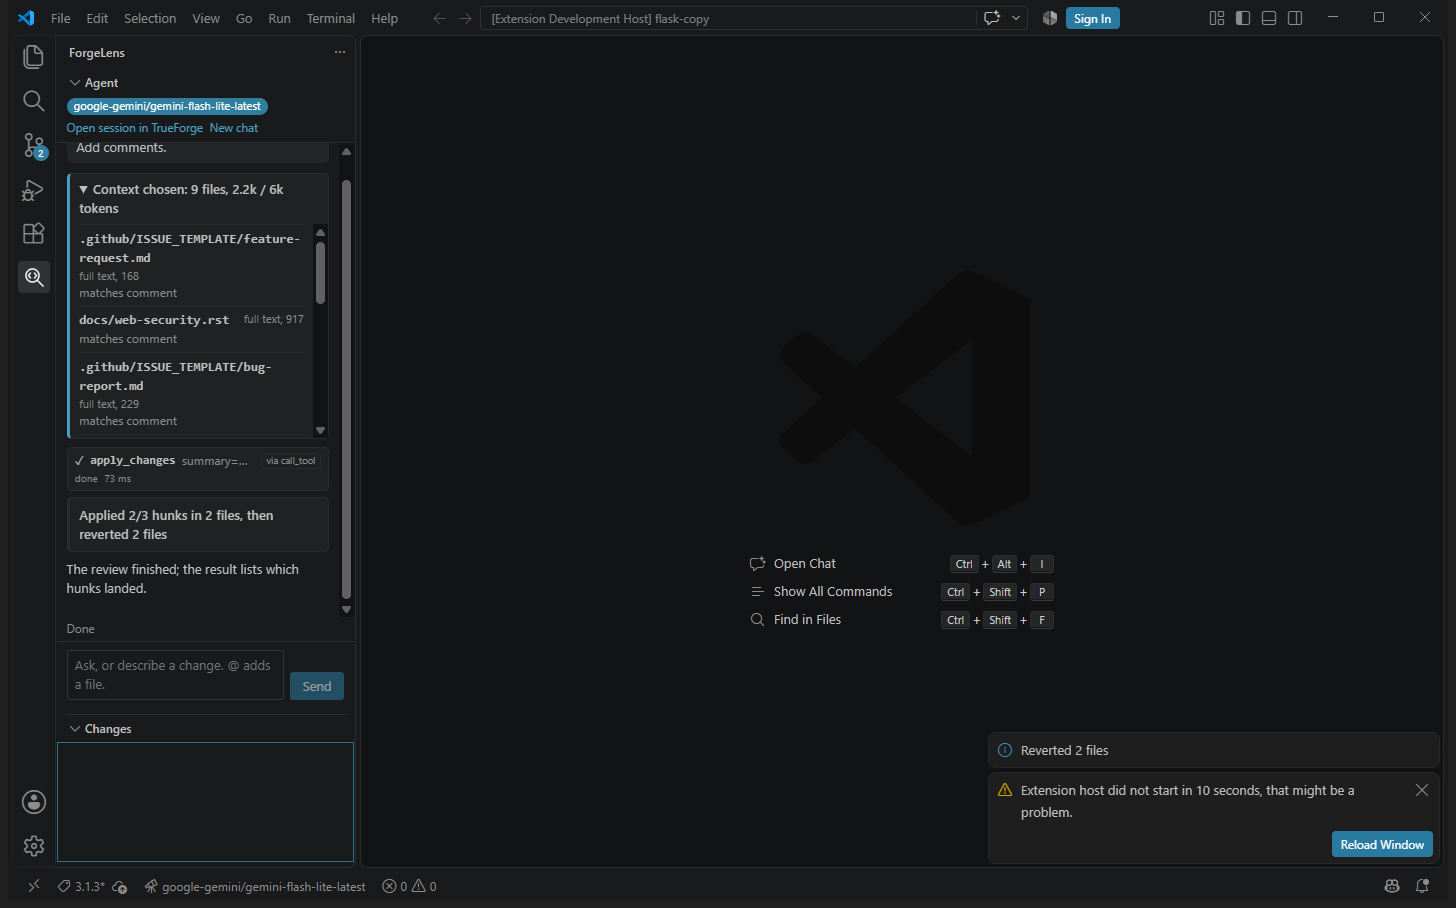 File Edit Selection View Go Run Terminal Help
[Extension Development Host] flask-copy
Sign In
ForgeLens
Agent
google-gemini/gemini-flash-lite-latest
Open session in TrueForge New chat
Add comments.
Context chosen: 9 files, 2.2k / 6k
tokens
.github/ISSUE_TEMPLATE/feature-
request.md
full text, 168
matches comment
docs/web-security.rst full text, 917
matches comment
.github/ISSUE_TEMPLATE/bug-
report.md
full text, 229
matches comment
✓ apply_changes summary=... via call_tool
done 73 ms
Applied 2/3 hunks in 2 files, then
reverted 2 files
The review finished; the result lists which
hunks landed.
Done
Ask, or describe a change. @ adds
a file.
Send
Changes
2
Open Chat Ctrl + Alt + I
Show All Commands Ctrl + Shift + P
Find in Files Ctrl + Shift + F
Reverted 2 files
Extension host did not start in 10 seconds, that might be a
problem.
Reload Window
3.1.3* google-gemini/gemini-flash-lite-latest 0 0